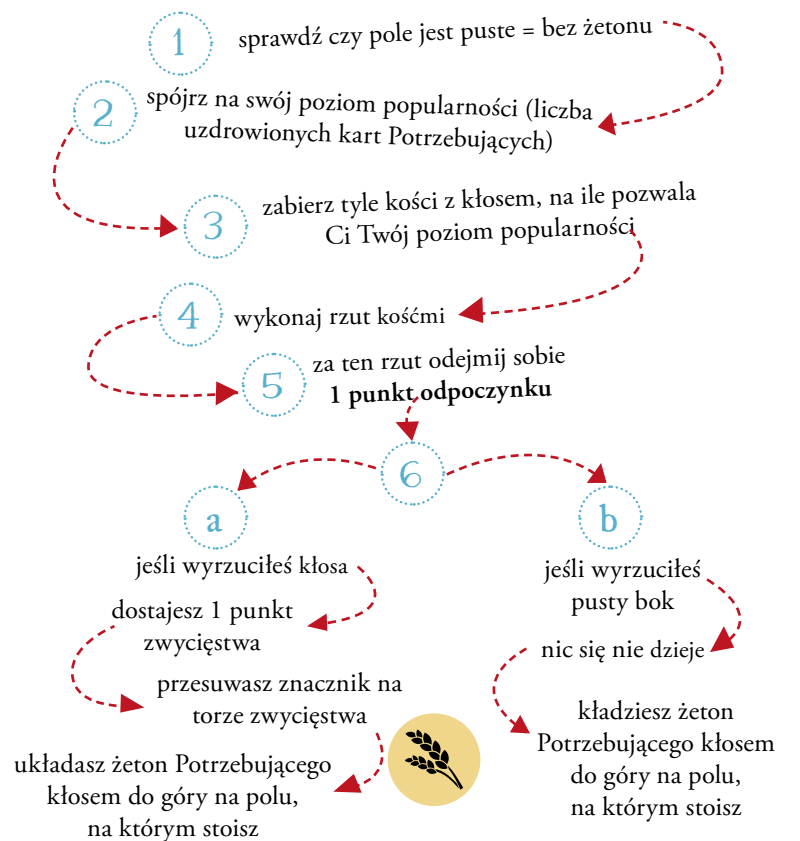 1
sprawdź czy pole jest puste = bez żetonu
2
spójrz na swój poziom popularności (liczba
uzdrowionych kart Potrzebujących)
3
zabierz tyle kości z kłosem, na ile pozwala
Ci Twój poziom popularności
4
wykonaj rzut kośćmi
5
za ten rzut odejmij sobie
1 punkt odpoczynku
6
a
jeśli wyrzuciłeś kłosa
dostajesz 1 punkt
zwycięstwa
przesuwasz znacznik na
torze zwycięstwa
układasz żeton Potrzebującego
kłosem do góry na polu,
na którym stoisz
b
jeśli wyrzuciłeś
pusty bok
nic się nie dzieje
kładziesz żeton
Potrzebującego kłosem
do góry na polu,
na którym stoisz